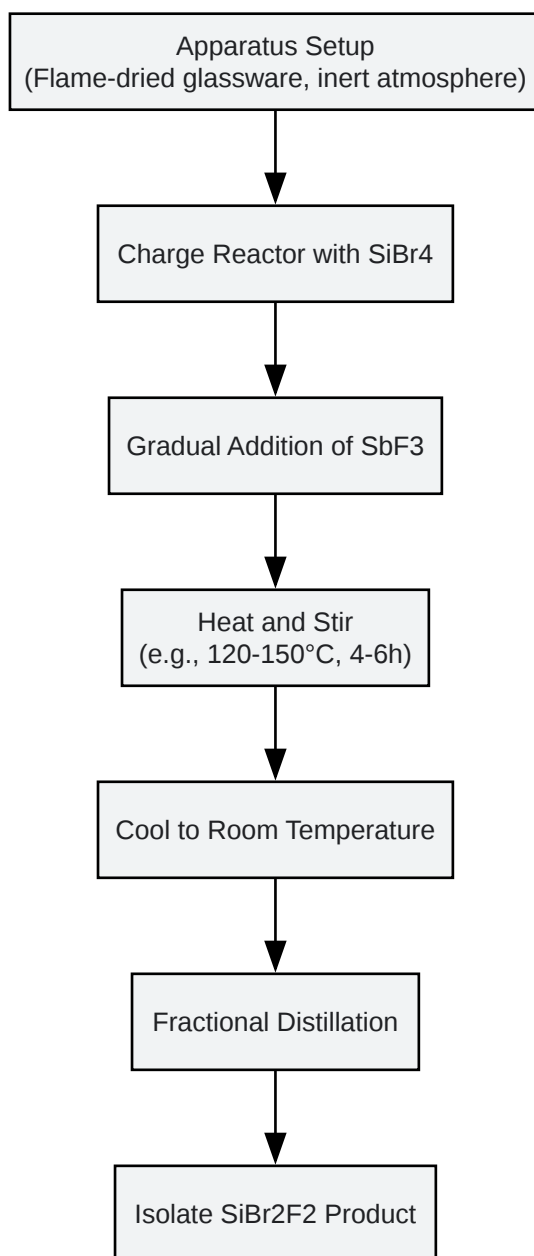 Apparatus Setup
(Flame-dried glassware, inert atmosphere)
Charge Reactor with SiBr4
Gradual Addition of SbF3
Heat and Stir
(e.g., 120-150°C, 4-6h)
Cool to Room Temperature
Fractional Distillation
Isolate SiBr2F2 Product